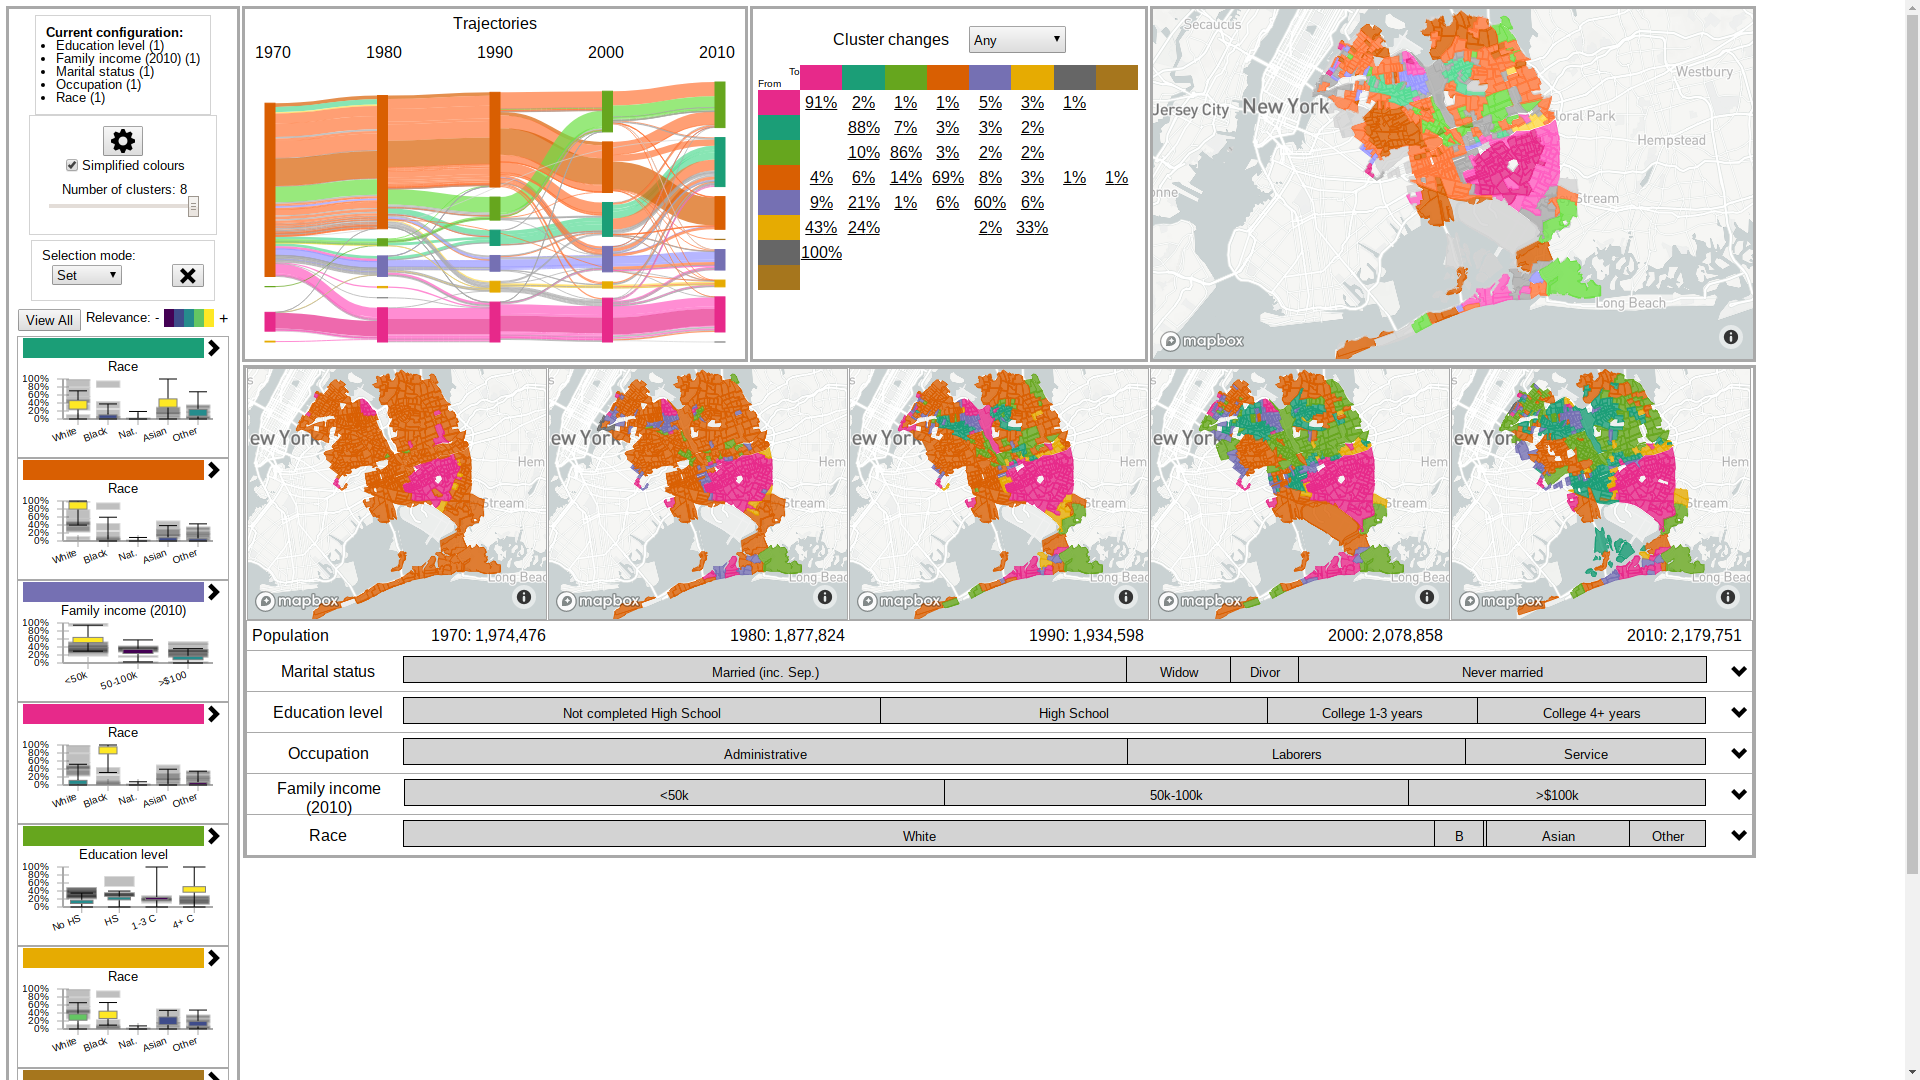 Current configuration:
• Education level (1)
• Family income (2010) (1)
• Marital status (1)
• Occupation (1)
• Race (1)
Simplified colours
Number of clusters: 8
Selection mode:
Set
View All
Relevance: - +
Race
100%
80%
60%
40%
20%
0%
White Black Nat. Asian Other
Race
100%
80%
60%
40%
20%
0%
White Black Nat. Asian Other
Family income (2010)
100%
80%
60%
40%
20%
0%
<50k 50-100k >$100
Race
100%
80%
60%
40%
20%
0%
White Black Nat. Asian Other
Education level
100%
80%
60%
40%
20%
0%
No HS HS 1-3 C 4+ C
Race
100%
80%
60%
40%
20%
0%
White Black Nat. Asian Other
Trajectories
1970 1980 1990 2000 2010
Cluster changes Any
To
From
91% 2% 1% 1% 5% 3% 1%
88% 7% 3% 3% 2%
10% 86% 3% 2% 2%
4% 6% 14% 69% 8% 3% 1% 1%
9% 21% 1% 6% 60% 6%
43% 24% 2% 33%
100%
Secaucus
Westbury
Jersey City New York
loral Park
Hempstead
onne
Stream
Long Beach
mapbox
s
ew York
Hem
Stream
Long Beac
mapbox
s
ew York
Hem
Stream
Long Beac
mapbox
s
ew York
Hem
Stream
Long Beac
mapbox
s
ew York
Hem
Stream
Long Beac
mapbox
s
ew York
Hem
Stream
Long Beac
mapbox
Population 1970: 1,974,476 1980: 1,877,824 1990: 1,934,598 2000: 2,078,858 2010: 2,179,751
Marital status Married (inc. Sep.) Widow Divor Never married
Education level Not completed High School High School College 1-3 years College 4+ years
Occupation Administrative Laborers Service
Family income
(2010)
<50k 50k-100k >$100k
Race White B Asian Other